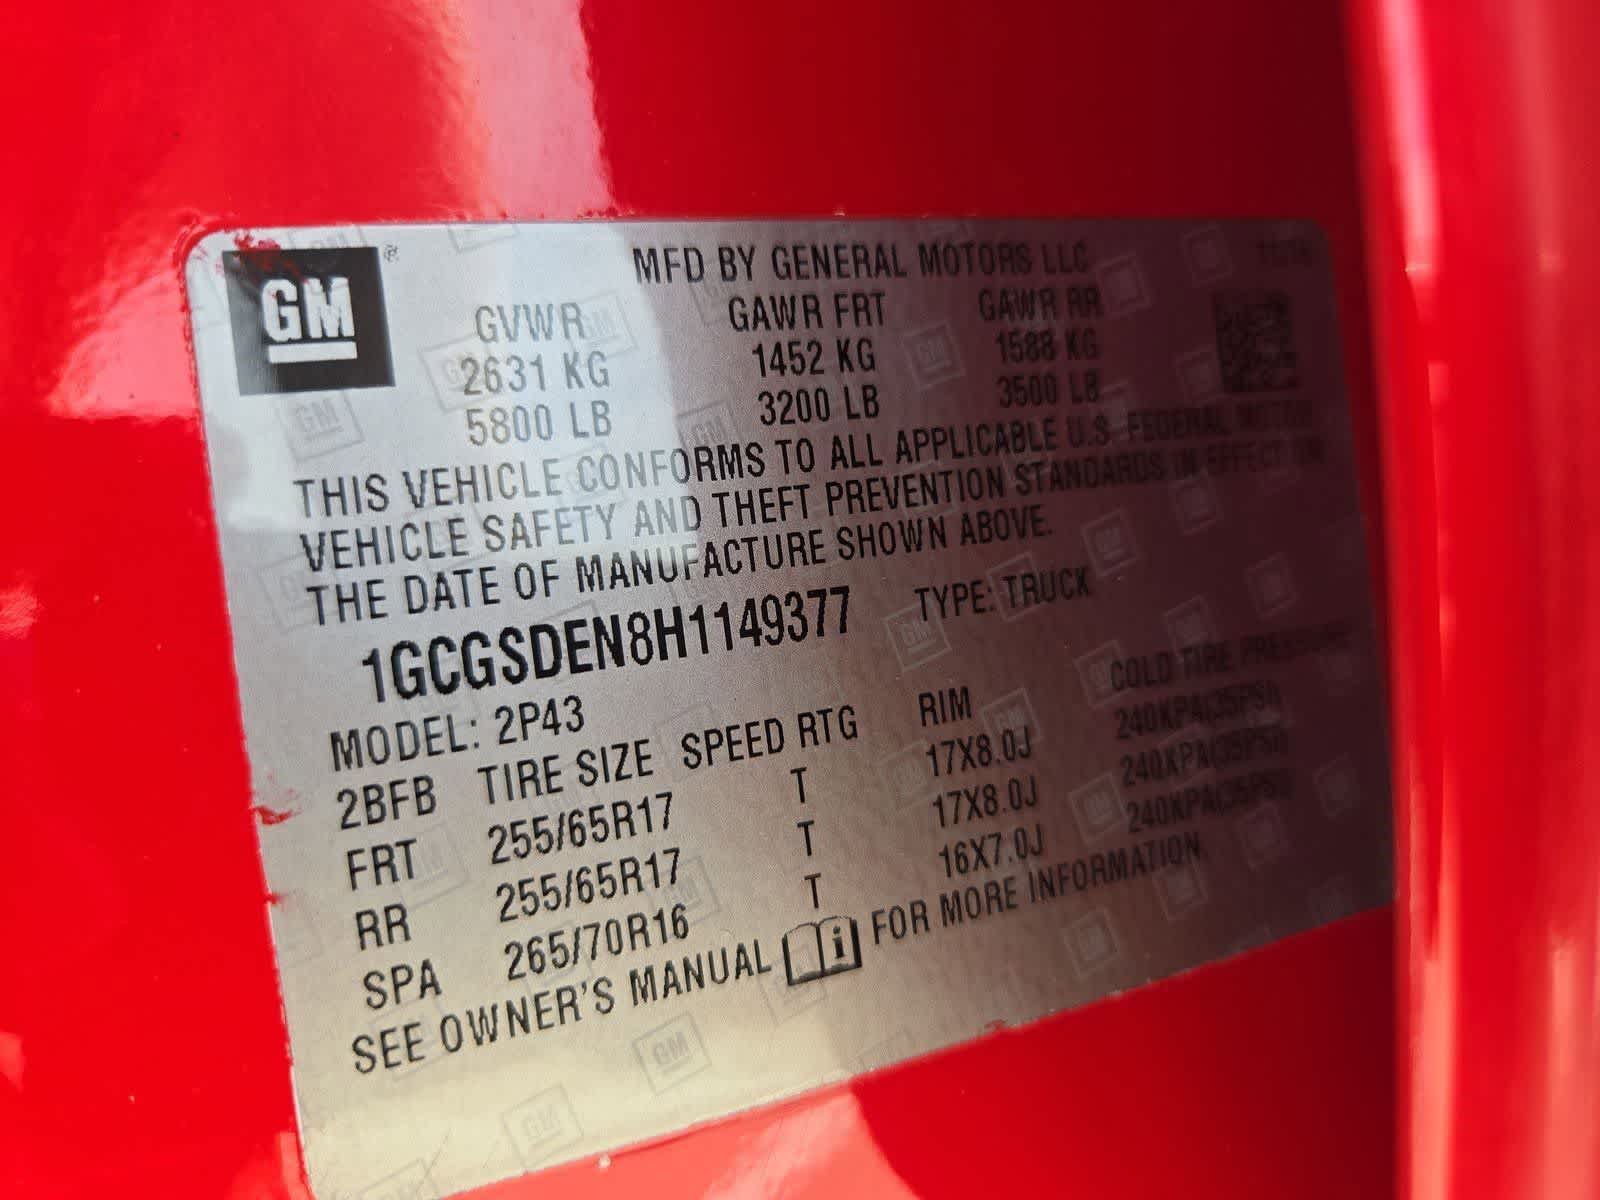 GM
MFD BY GENERAL MOTORS LLC
GVWR GAWR FRT GAWR RR
2631 KG 1452 KG 1588 KG
5800 LB 3200 LB 3500 LB
THIS VEHICLE CONFORMS TO ALL APPLICABLE U.S. FEDERAL MOTOR
VEHICLE SAFETY AND THEFT PREVENTION STANDARDS IN EFFECT ON
THE DATE OF MANUFACTURE SHOWN ABOVE.
1GCGSDEN8H1149377 TYPE: TRUCK
MODEL: 2P43
2BFB TIRE SIZE SPEED RTG RIM COLD TIRE PRESSURE
FRT 255/65R17 T 17X8.0J 240KPA(35PSI)
RR 255/65R17 T 17X8.0J 240KPA(35PSI)
SPA 265/70R16 T 16X7.0J 240KPA(35PSI)
SEE OWNER'S MANUAL i FOR MORE INFORMATION.